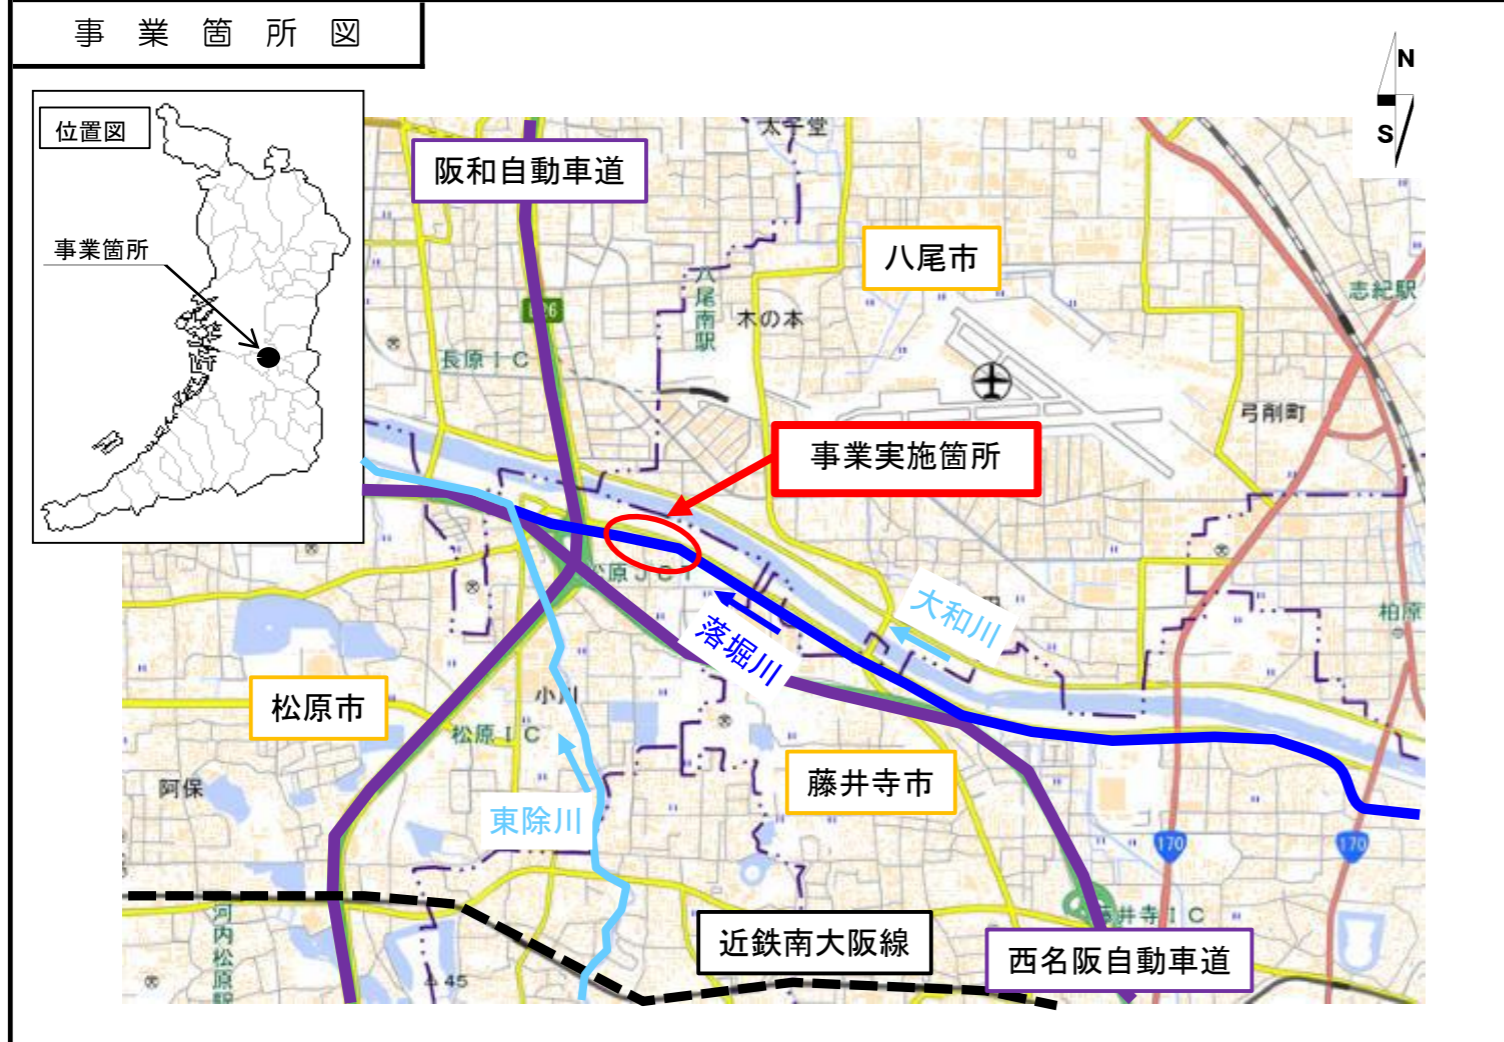 事業箇所図
N
S
位置図
事業箇所
太子堂
阪和自動車道
八尾市
志紀駅
八尾南駅
木の本
長原IC
弓削町
事業実施箇所
松原JCT
大和川
柏原
落堀川
松原市
小川
松原IC
阿保
藤井寺市
東除川
170
170
河内松原駅
藤井寺IC
近鉄南大阪線
西名阪自動車道
45